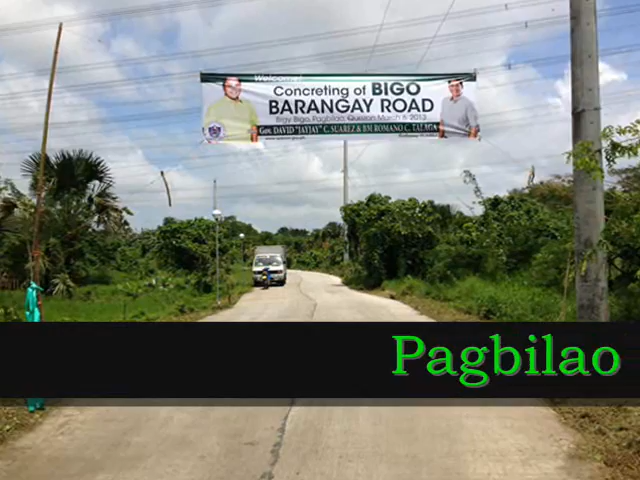 Welcome!
Concreting of BIGO
BARANGAY ROAD
Brgy Bigo, Pagbilao, Quezon March 6, 2013
Gov. DAVID "JAYJAY" C. SUAREZ & BM ROMANO C. TALAGA
Pagbilao